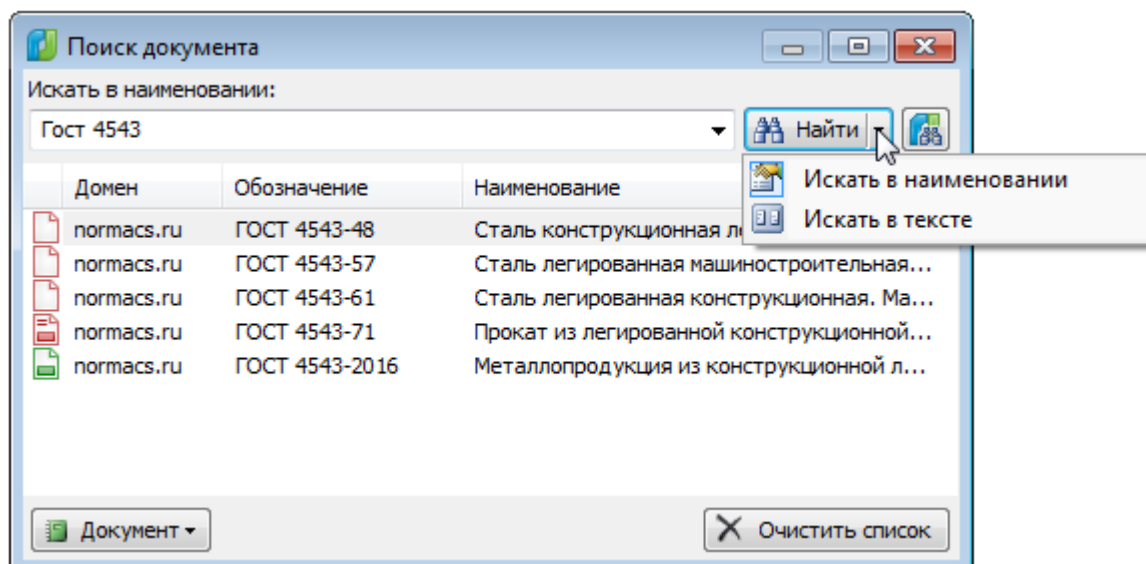 Поиск документа
Искать в наименовании:
Гост 4543
Найти
Искать в наименовании
Искать в тексте
Домен Обозначение Наименование
normacs.ru ГОСТ 4543-48 Сталь конструкционная
normacs.ru ГОСТ 4543-57 Сталь легированная машиностроительная...
normacs.ru ГОСТ 4543-61 Сталь легированная конструкционная. Ма...
normacs.ru ГОСТ 4543-71 Прокат из легированной конструкционной...
normacs.ru ГОСТ 4543-2016 Металлопродукция из конструкционной л...
Документ
Очистить список